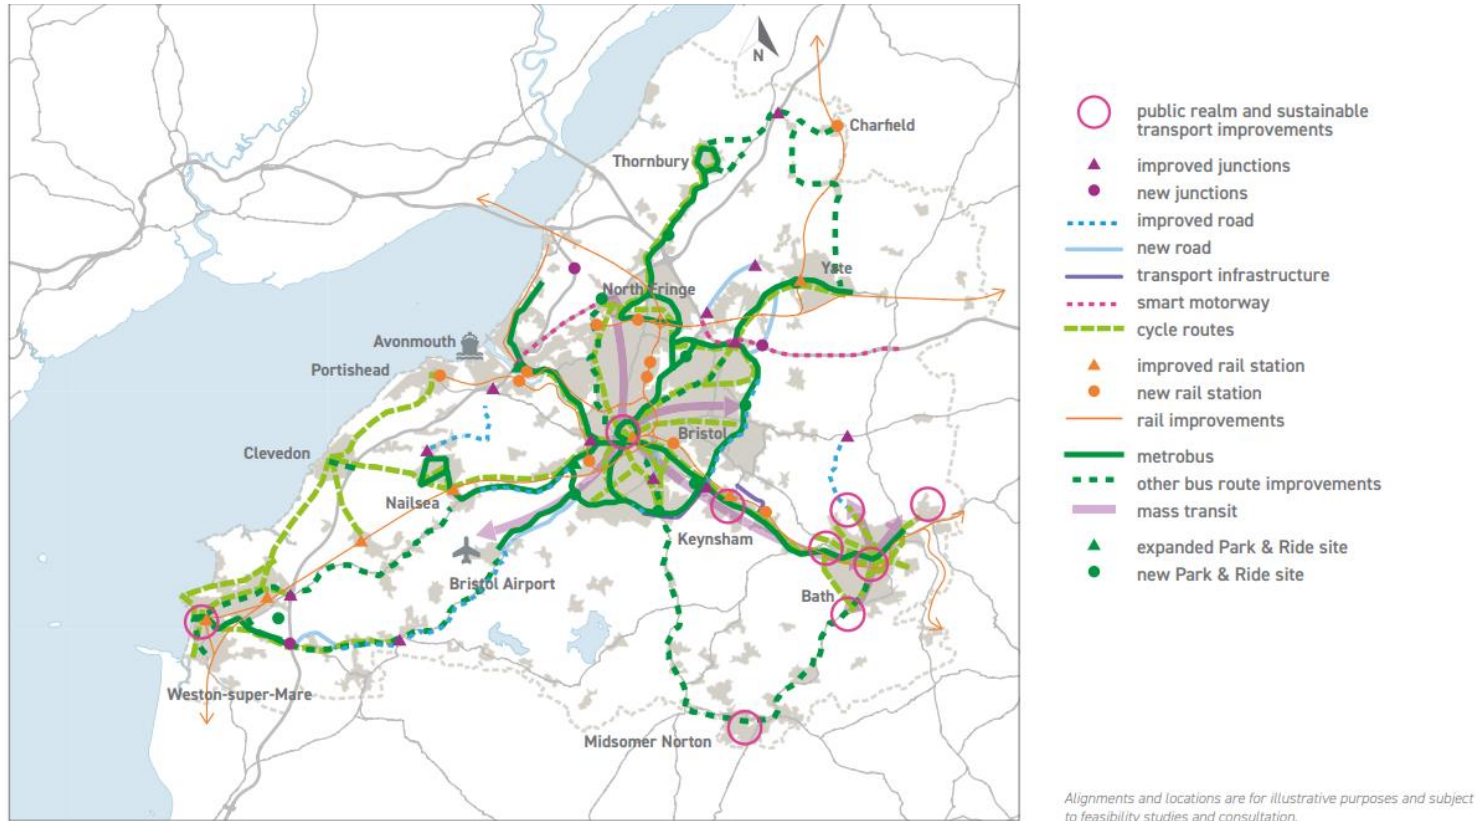 N
Charfield
Thornbury
Yate
North Fringe
Avonmouth
Portishead
Bristol
Clevedon
Nailsea
Keynsham
Bristol Airport
Bath
Weston-super-Mare
Midsomer Norton
public realm and sustainable
transport improvements
improved junctions
new junctions
improved road
new road
transport infrastructure
smart motorway
cycle routes
improved rail station
new rail station
rail improvements
metrobus
other bus route improvements
mass transit
expanded Park & Ride site
new Park & Ride site
Alignments and locations are for illustrative purposes and subject
to feasibility studies and consultation.